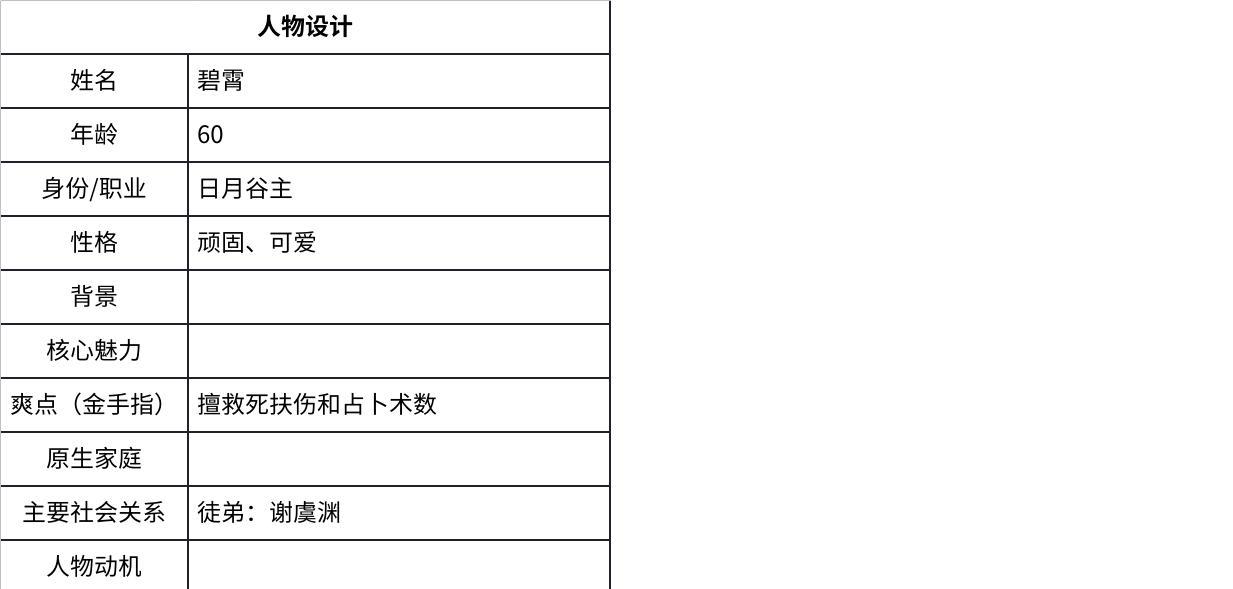 人物设计
姓名 碧霄
年龄 60
身份/职业 日月谷主
性格 顽固、可爱
背景
核心魅力
爽点（金手指） 擅救死扶伤和占卜术数
原生家庭
主要社会关系 徒弟：谢虞渊
人物动机